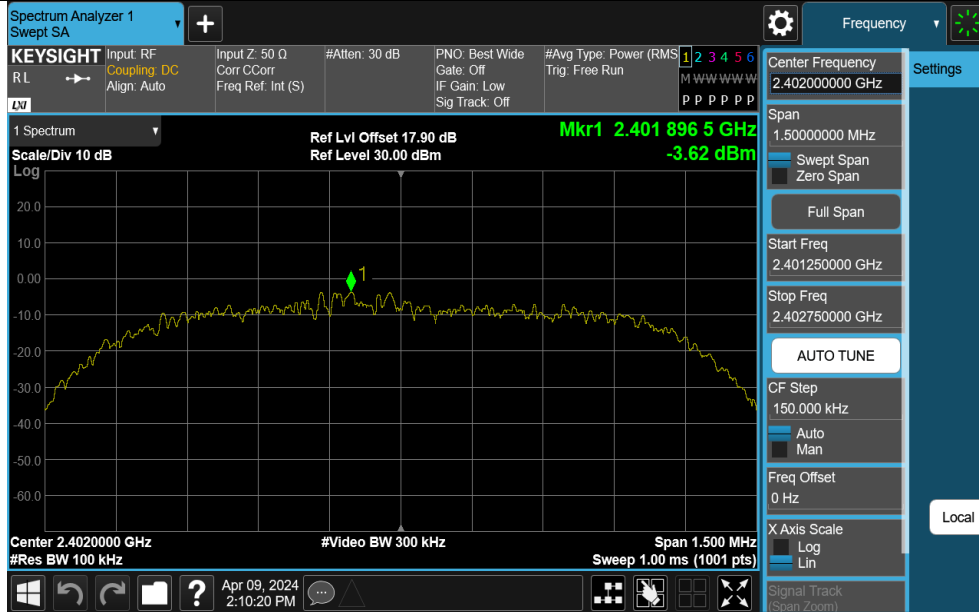 Spectrum Analyzer 1
Swept SA
+
Frequency
KEYSIGHT
R L
LXI
Input: RF
Coupling: DC
Align: Auto
Input Z: 50 Ω
Corr CCorr
Freq Ref: Int (S)
#Atten: 30 dB
PNO: Best Wide
Gate: Off
IF Gain: Low
Sig Track: Off
#Avg Type: Power (RMS
Trig: Free Run
1 2 3 4 5 6
M W W W W W
P P P P P P
1 Spectrum
Scale/Div 10 dB
Log
Ref Lvl Offset 17.90 dB
Ref Level 30.00 dBm
Mkr1 2.401 896 5 GHz
-3.62 dBm
1
20.0
10.0
0.00
-10.0
-20.0
-30.0
-40.0
-50.0
-60.0
Center 2.4020000 GHz
#Res BW 100 kHz
#Video BW 300 kHz
Span 1.500 MHz
Sweep 1.00 ms (1001 pts)
Center Frequency
2.402000000 GHz
Span
1.50000000 MHz
Swept Span
Zero Span
Full Span
Start Freq
2.401250000 GHz
Stop Freq
2.402750000 GHz
AUTO TUNE
CF Step
150.000 kHz
Auto
Man
Freq Offset
0 Hz
X Axis Scale
Log
Lin
Signal Track
(Span Zoom)
Settings
Local
?
Apr 09, 2024
2:10:20 PM